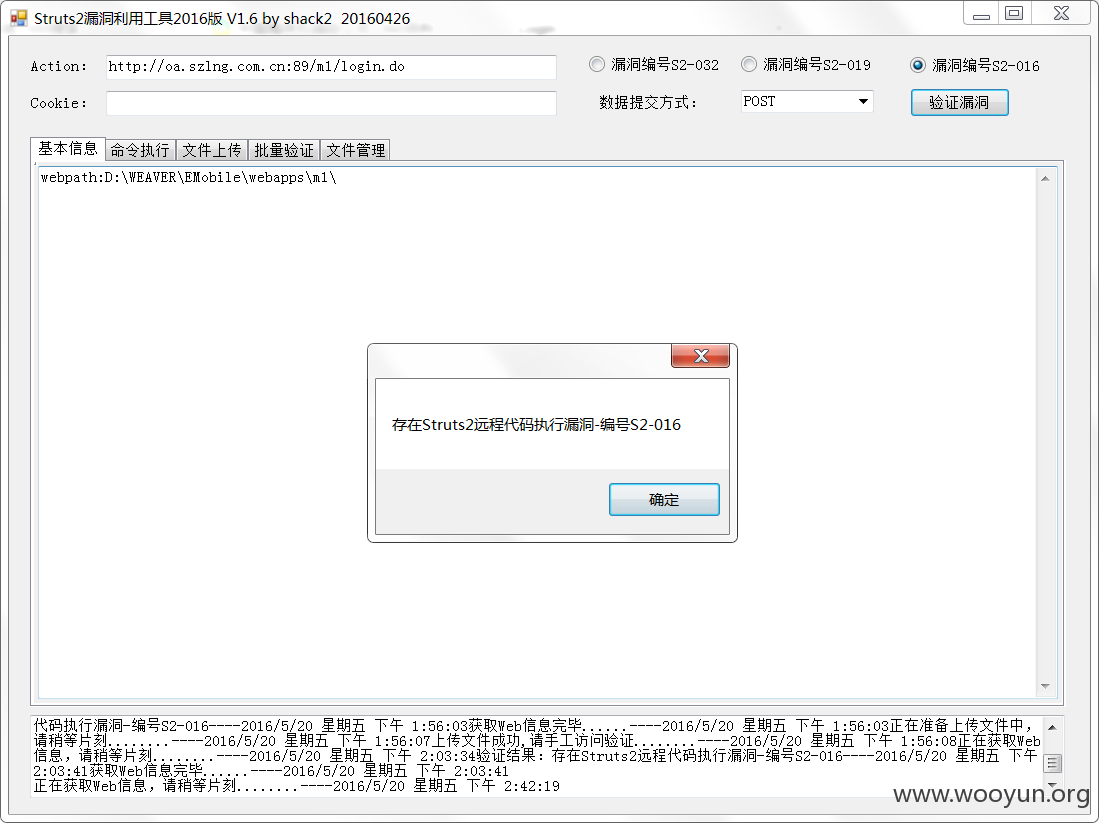 Struts2漏洞利用工具2016版 V1.6 by shack2  20160426
Action: http://oa.szlng.com.cn:89/m1/login.do
漏洞编号S2-032 漏洞编号S2-019 漏洞编号S2-016
Cookie:
数据提交方式: POST 验证漏洞
基本信息 命令执行 文件上传 批量验证 文件管理
webpath:D:\WEAVER\EMobile\webapps\m1\
存在Struts2远程代码执行漏洞-编号S2-016
确定
代码执行漏洞-编号S2-016----2016/5/20 星期五 下午 1:56:03获取Web信息完毕......----2016/5/20 星期五 下午 1:56:03正在准备上传文件中,
请稍等片刻........----2016/5/20 星期五 下午 1:56:07上传文件成功,请手工访问验证........----2016/5/20 星期五 下午 1:56:08正在获取Web
信息，请稍等片刻........----2016/5/20 星期五 下午 2:03:34验证结果：存在Struts2远程代码执行漏洞-编号S2-016----2016/5/20 星期五 下午
2:03:41获取Web信息完毕......----2016/5/20 星期五 下午 2:03:41
正在获取Web信息，请稍等片刻........----2016/5/20 星期五 下午 2:42:19
www.wooyun.org